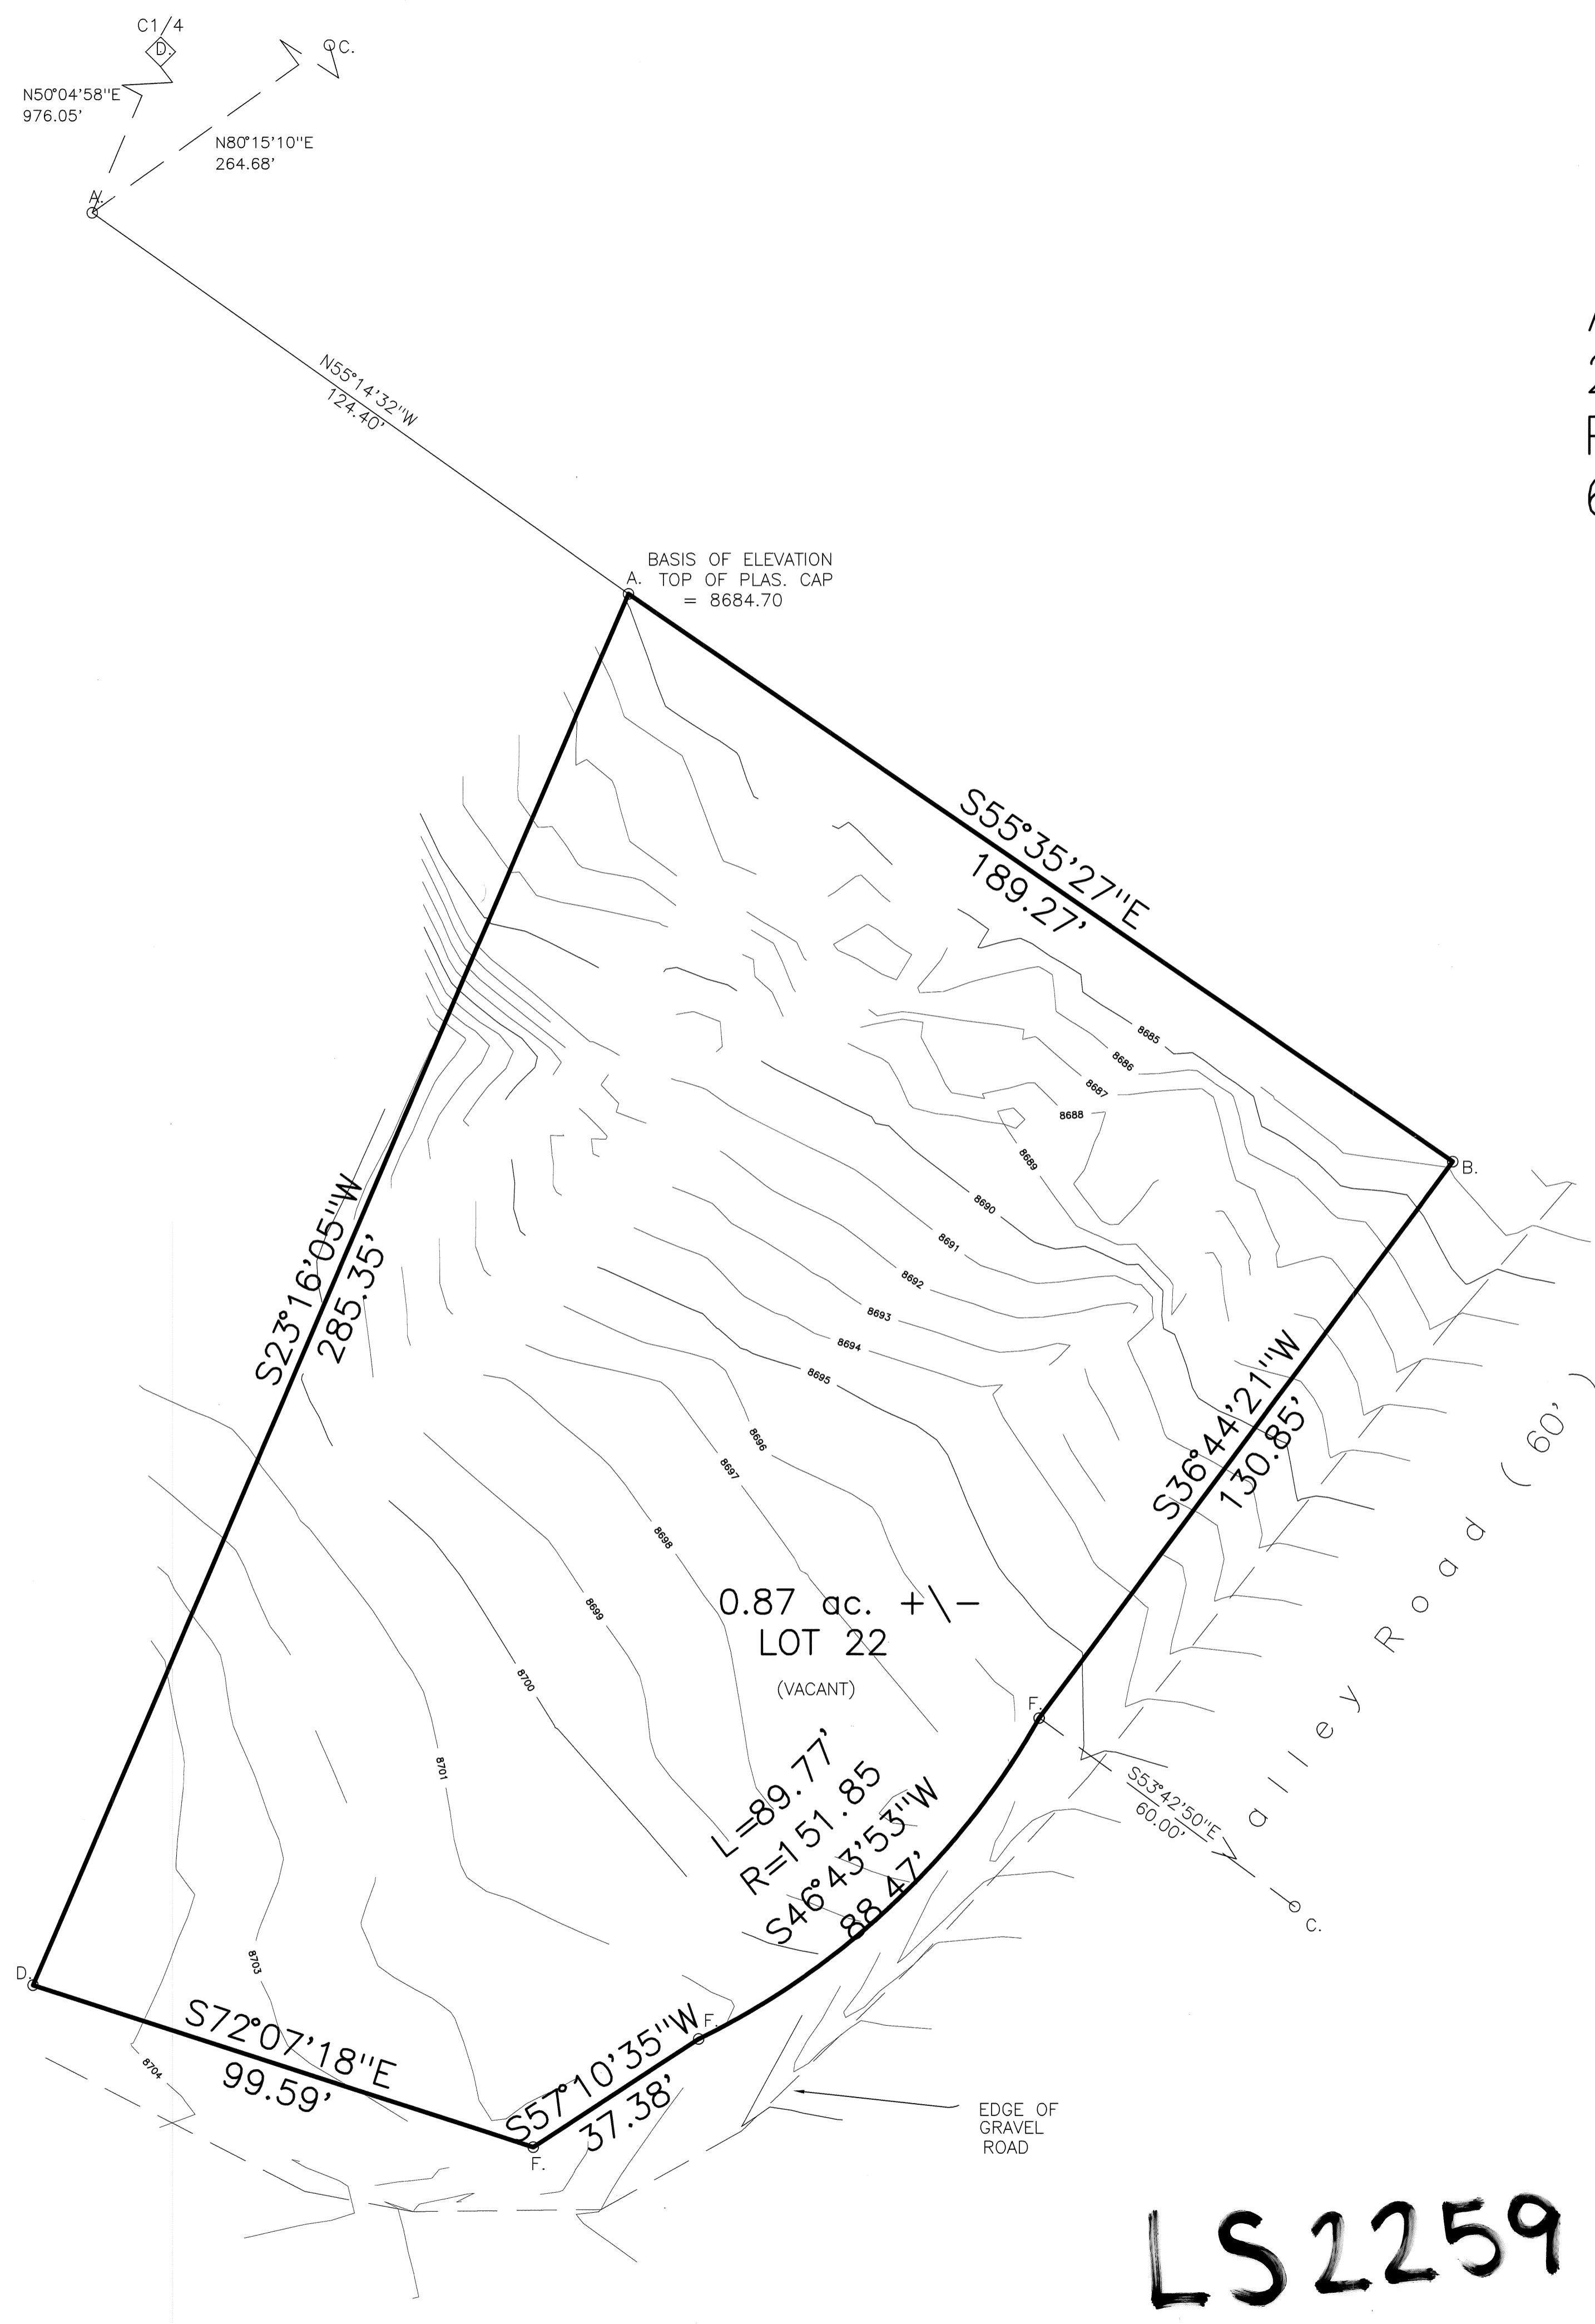 C1/4
D.
C.
N50°04'58"E
976.05'
N80°15'10"E
264.68'
A.
N55°14'32"W
124.40'
BASIS OF ELEVATION
A. TOP OF PLAS. CAP
= 8684.70
S55°35'27"E
189.27'
8685
8686
8687
8688
8689
B.
8690
8691
8692
8693
8694
8695
S23°16'05"W
285.35'
S36°44'21"W
130.85'
8696
8697
8698
8699
8700
8701
8703
8704
0.87 ac. +\-
LOT 22
(VACANT)
F.
L=89.77'
R=151.85
S46°43'53"W
88.47'
S53°42'50"E
60.00'
C.
Valley Road ( 60' )
D.
S72°07'18"E
99.59'
F.
S57°10'35"W
37.38'
F.
EDGE OF
GRAVEL
ROAD
LS2259